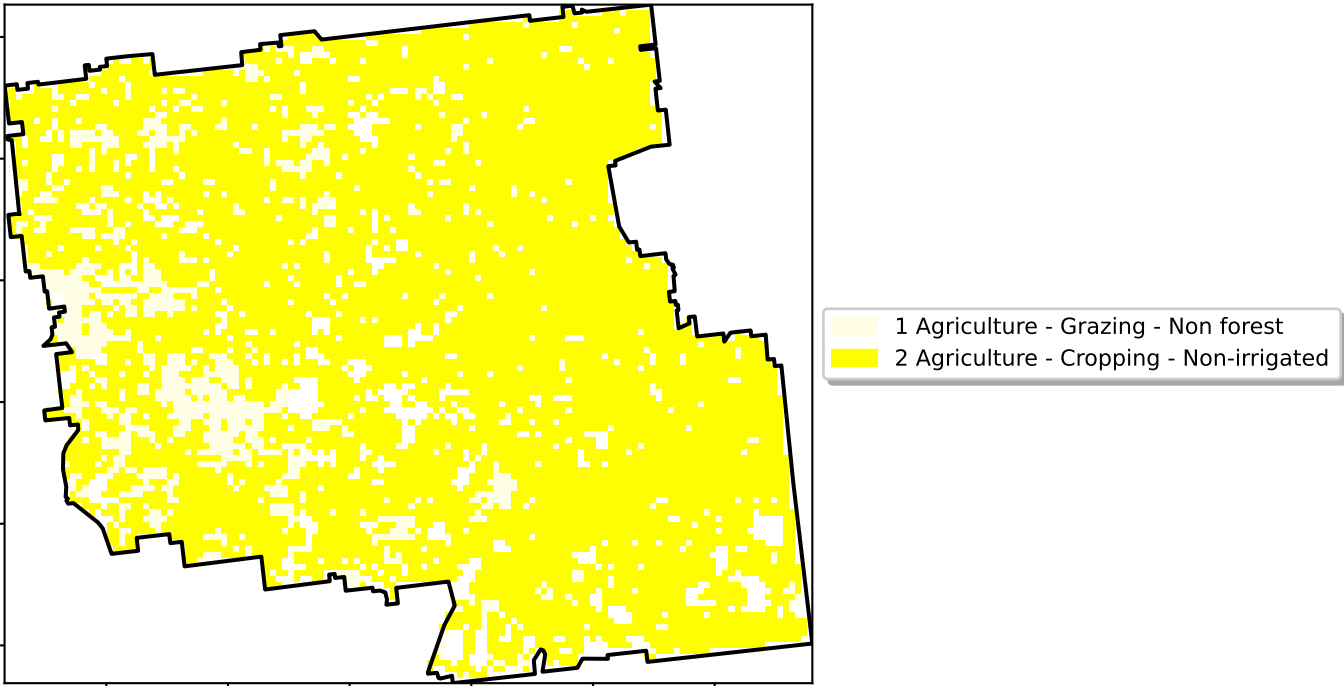 1 Agriculture - Grazing - Non forest
2 Agriculture - Cropping - Non-irrigated